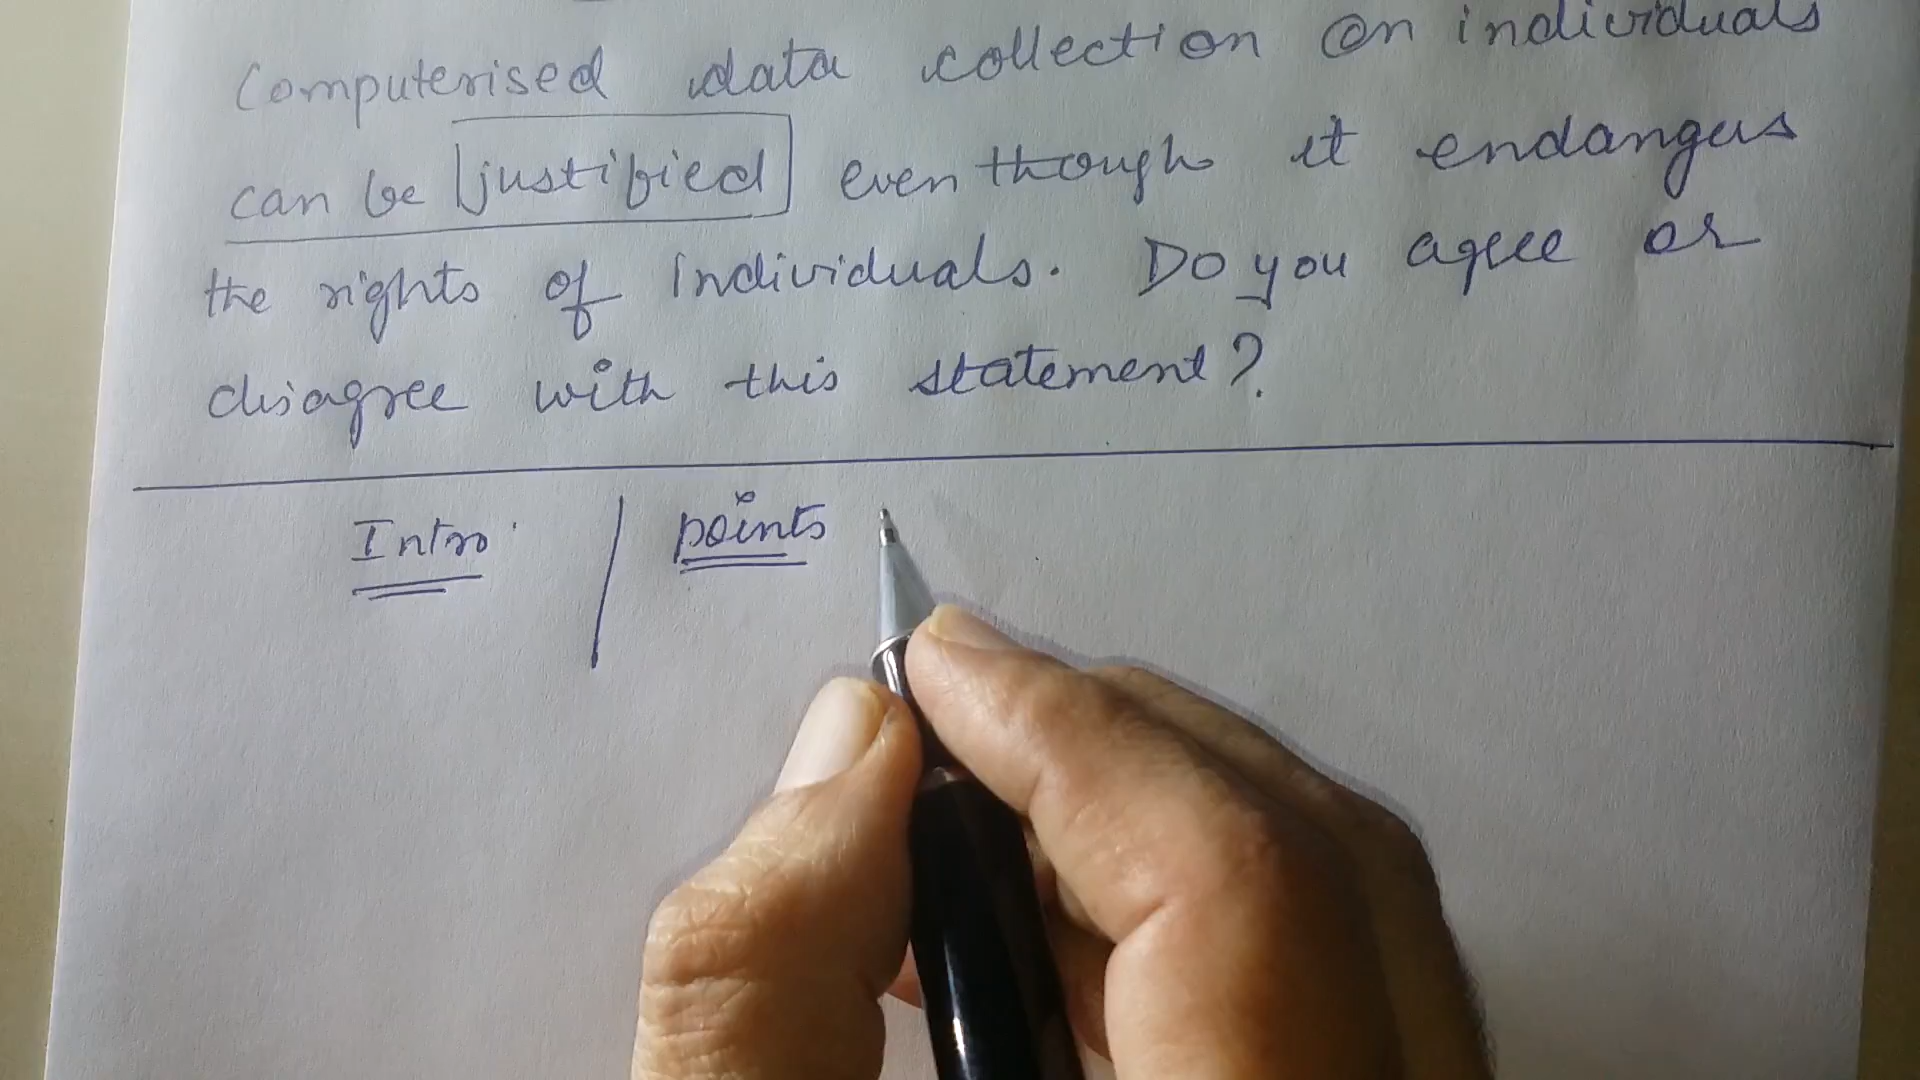 Computerised data collection on individuals
can be justified even though it endangers
the rights of individuals. Do you agree or
disagree with this statement?
Intro points